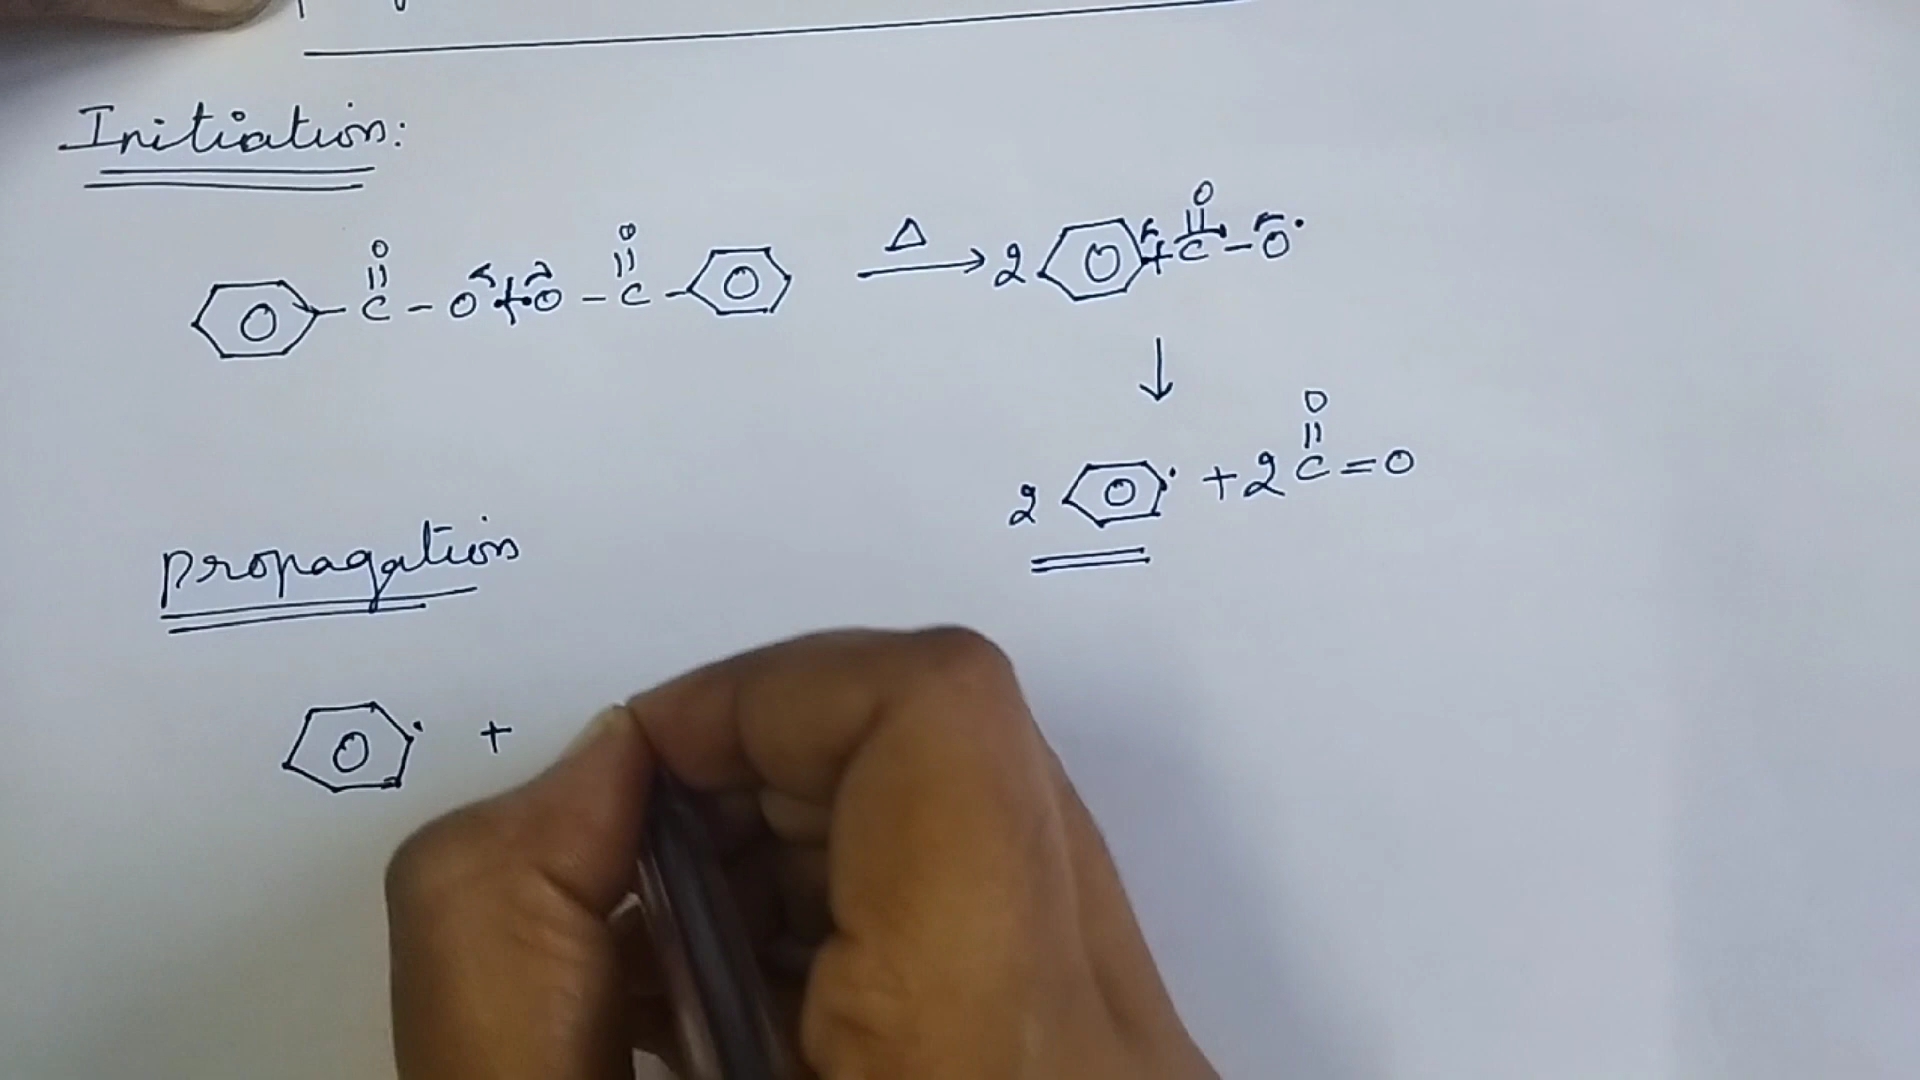 Initiation:
O O O
C - O + O - C Δ → 2 + C - O·
↓
O
2 · + 2 C = O
Propagation
· +